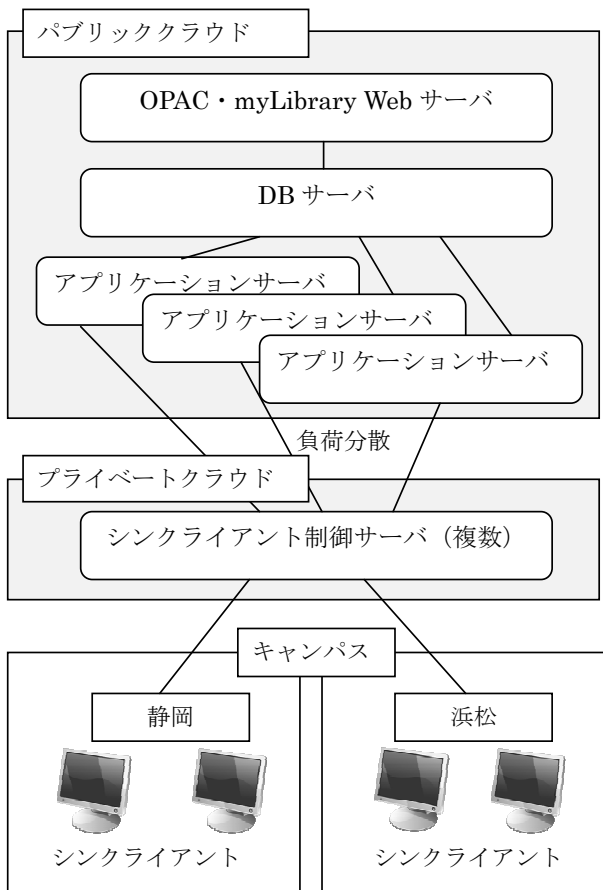 パブリッククラウド
OPAC・myLibrary Web サーバ
DB サーバ
アプリケーションサーバ
アプリケーションサーバ
アプリケーションサーバ
負荷分散
プライベートクラウド
シンクライアント制御サーバ（複数）
キャンパス
静岡
浜松
シンクライアント
シンクライアント